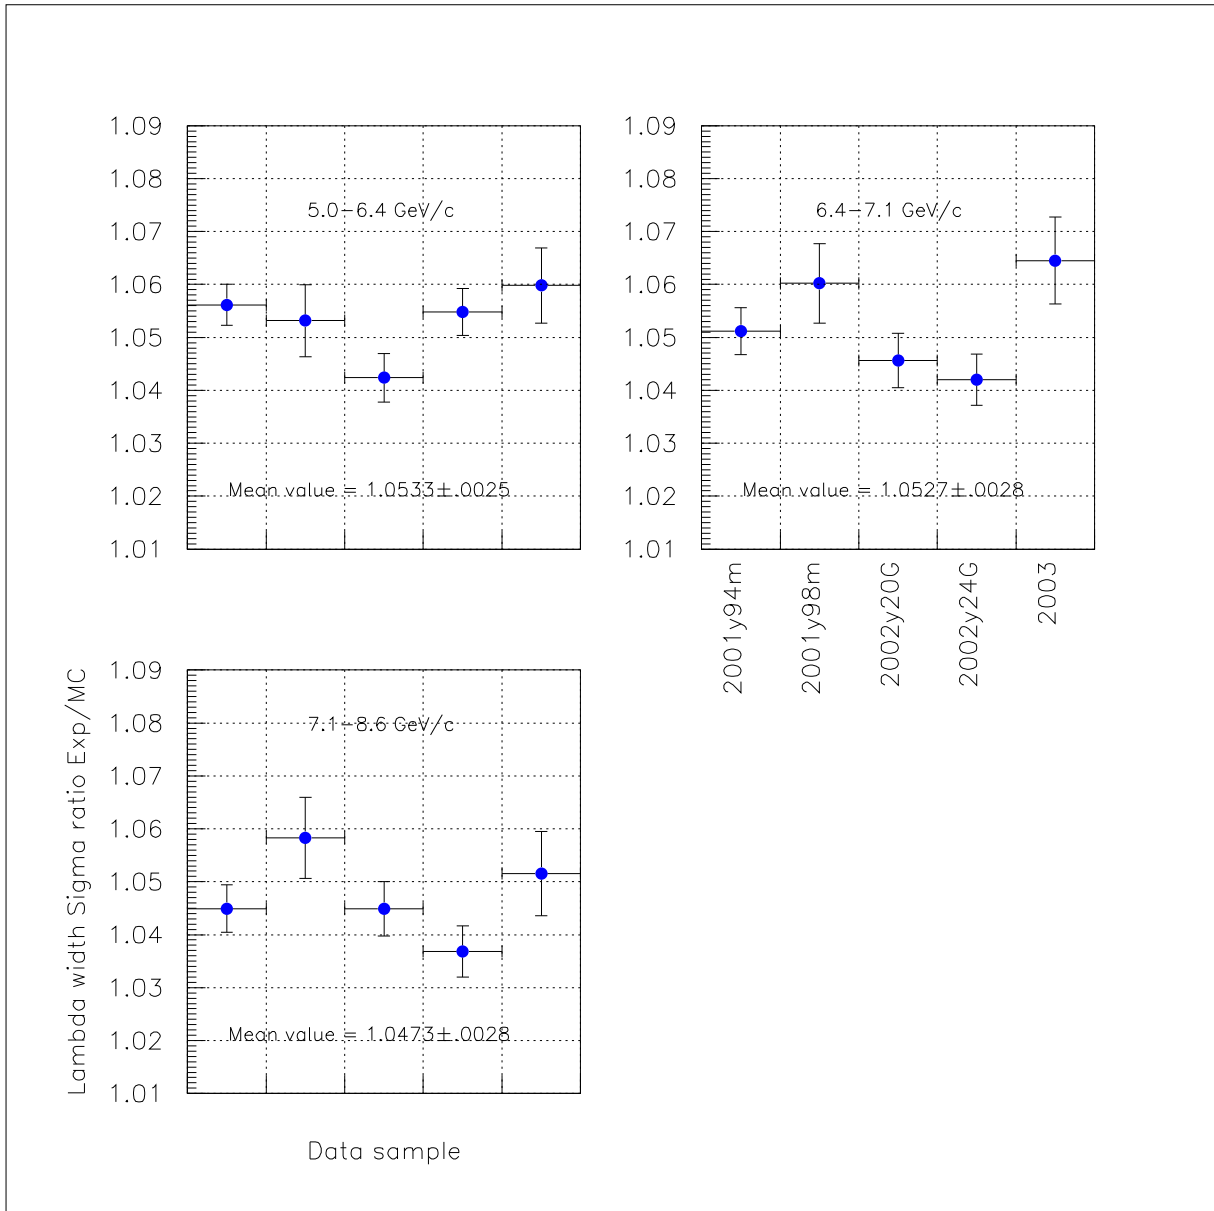 1.09
1.08
1.07
1.06
1.05
1.04
1.03
1.02
1.01
5.0−6.4 GeV/c
Mean value = 1.0533±.0025
1.09
1.08
1.07
1.06
1.05
1.04
1.03
1.02
1.01
6.4−7.1 GeV/c
Mean value = 1.0527±.0028
2001y94m
2001y98m
2002y20G
2002y24G
2003
Lambda width Sigma ratio Exp/MC
1.09
1.08
1.07
1.06
1.05
1.04
1.03
1.02
1.01
7.1−8.6 GeV/c
Mean value = 1.0473±.0028
Data sample